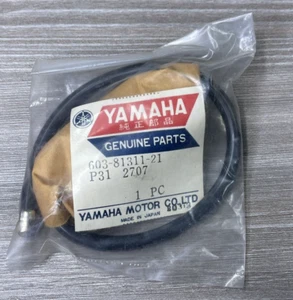 YAMAHA
純正部品
GENUINE PARTS
603-81311-21
P31 2707
1 PC
YAMAHA MOTOR CO.LTD
MADE IN JAPAN